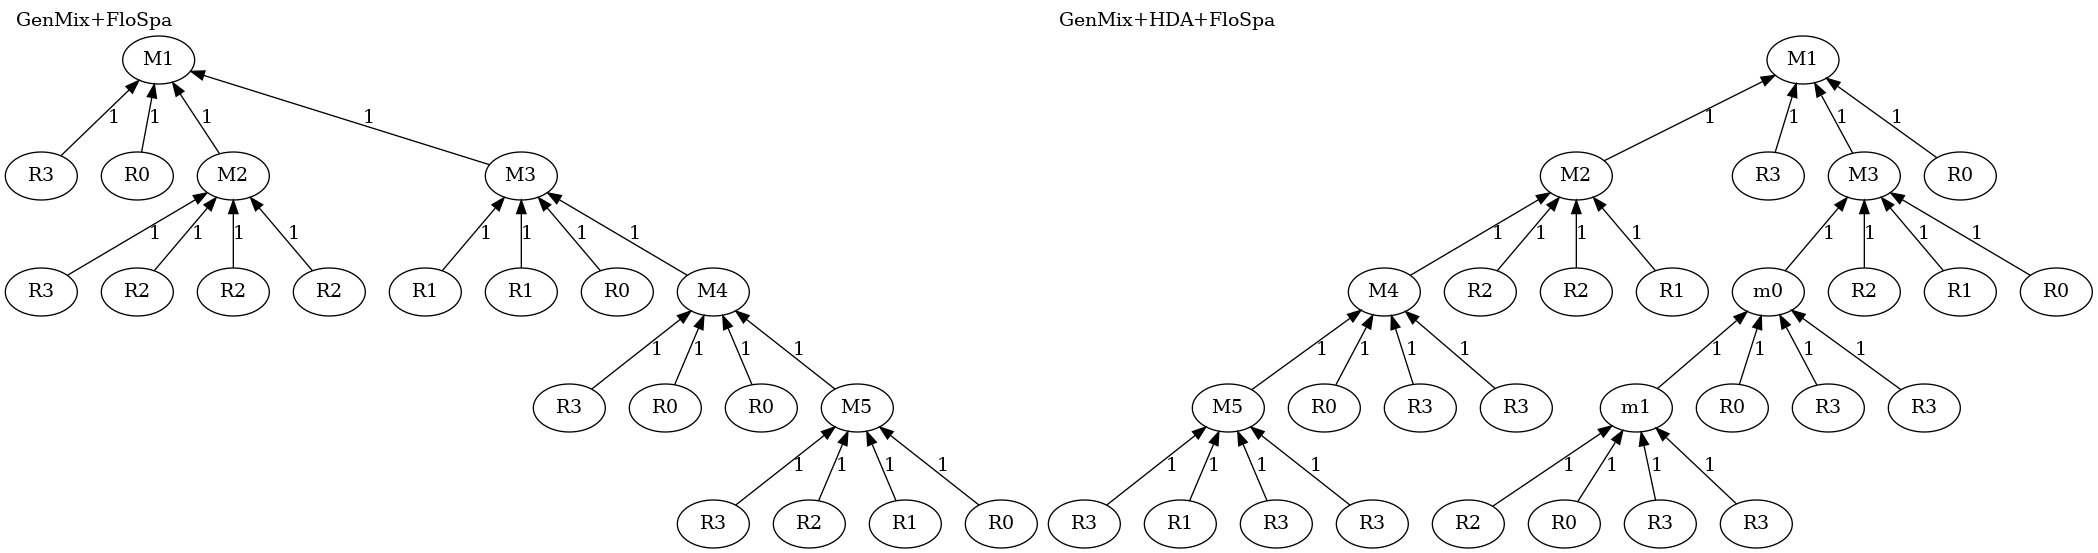 GenMix+FloSpa GenMix+HDA+FloSpa
M1 M1
1 1 1 1 1 1 1 1
R3 R0 M2 M3 M2 R3 M3 R0
1 1 1 1 1 1 1 1 1 1 1 1 1 1 1 1
R3 R2 R2 R2 R1 R1 R0 M4 M4 R2 R2 R1 m0 R2 R1 R0
1 1 1 1 1 1 1 1 1 1 1 1
R3 R0 R0 M5 M5 R0 R3 R3 m1 R0 R3 R3
1 1 1 1 1 1 1 1 1 1 1 1
R3 R2 R1 R0 R3 R1 R3 R3 R2 R0 R3 R3